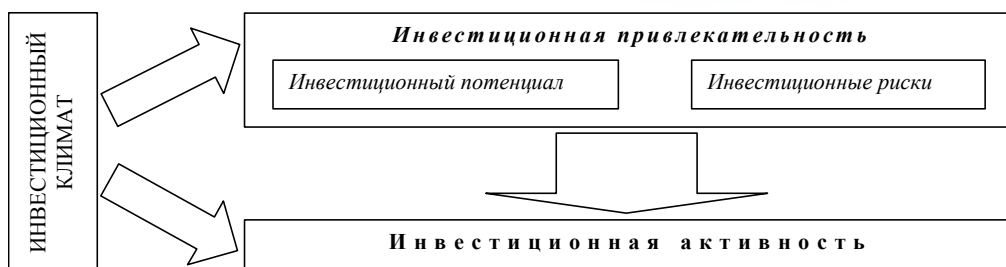 ИНВЕСТИЦИОННЫЙ
КЛИМАТ
Инвестиционная привлекательность
Инвестиционный потенциал
Инвестиционные риски
Инвестиционная активность